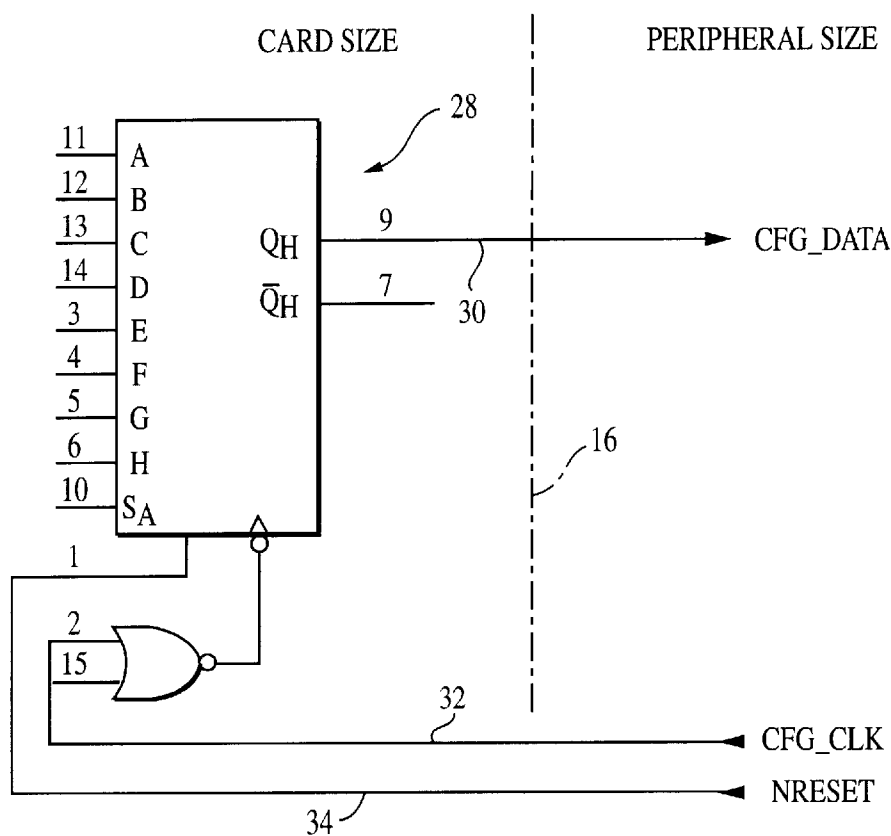 CARD SIZE
PERIPHERAL SIZE
28
11
A
12
B
13
C
14
D
3
E
4
F
5
G
6
H
10
SA
QH
9
30
CFG_DATA
Q̅H
7
16
1
2
15
32
CFG_CLK
34
NRESET